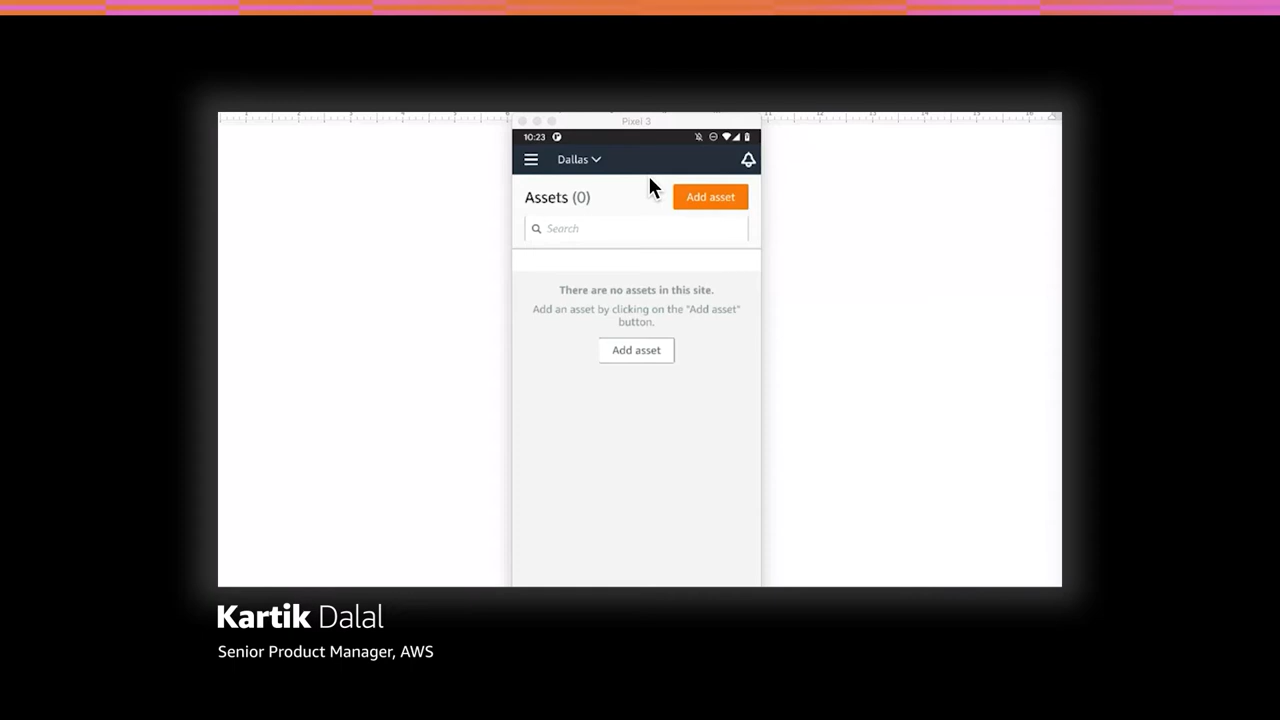 Pixel 3
10:23
Dallas
Assets (0)
Add asset
Search
There are no assets in this site.
Add an asset by clicking on the "Add asset"
button.
Add asset
Kartik Dalal
Senior Product Manager, AWS